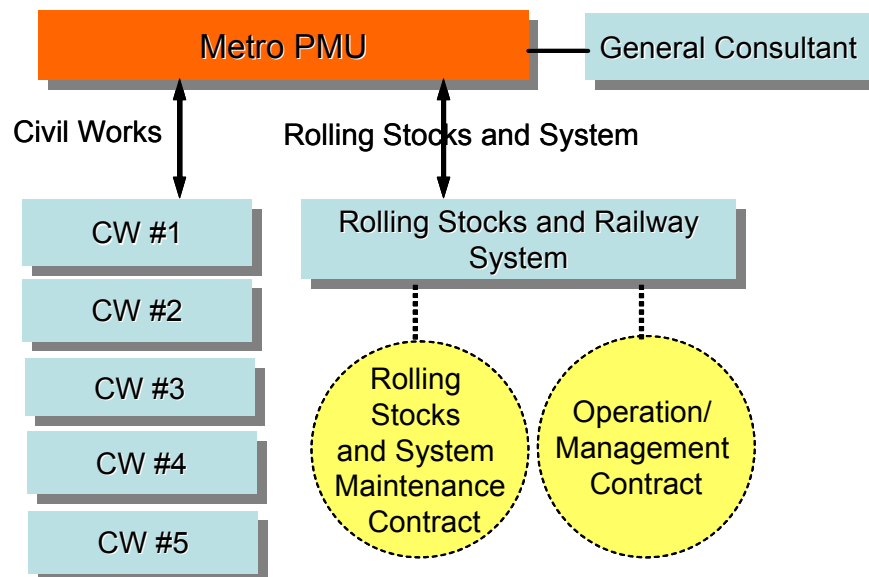 Metro PMU
General Consultant
Civil Works
Rolling Stocks and System
CW #1
CW #2
CW #3
CW #4
CW #5
Rolling Stocks and Railway
System
Rolling
Stocks
and System
Maintenance
Contract
Operation/
Management
Contract